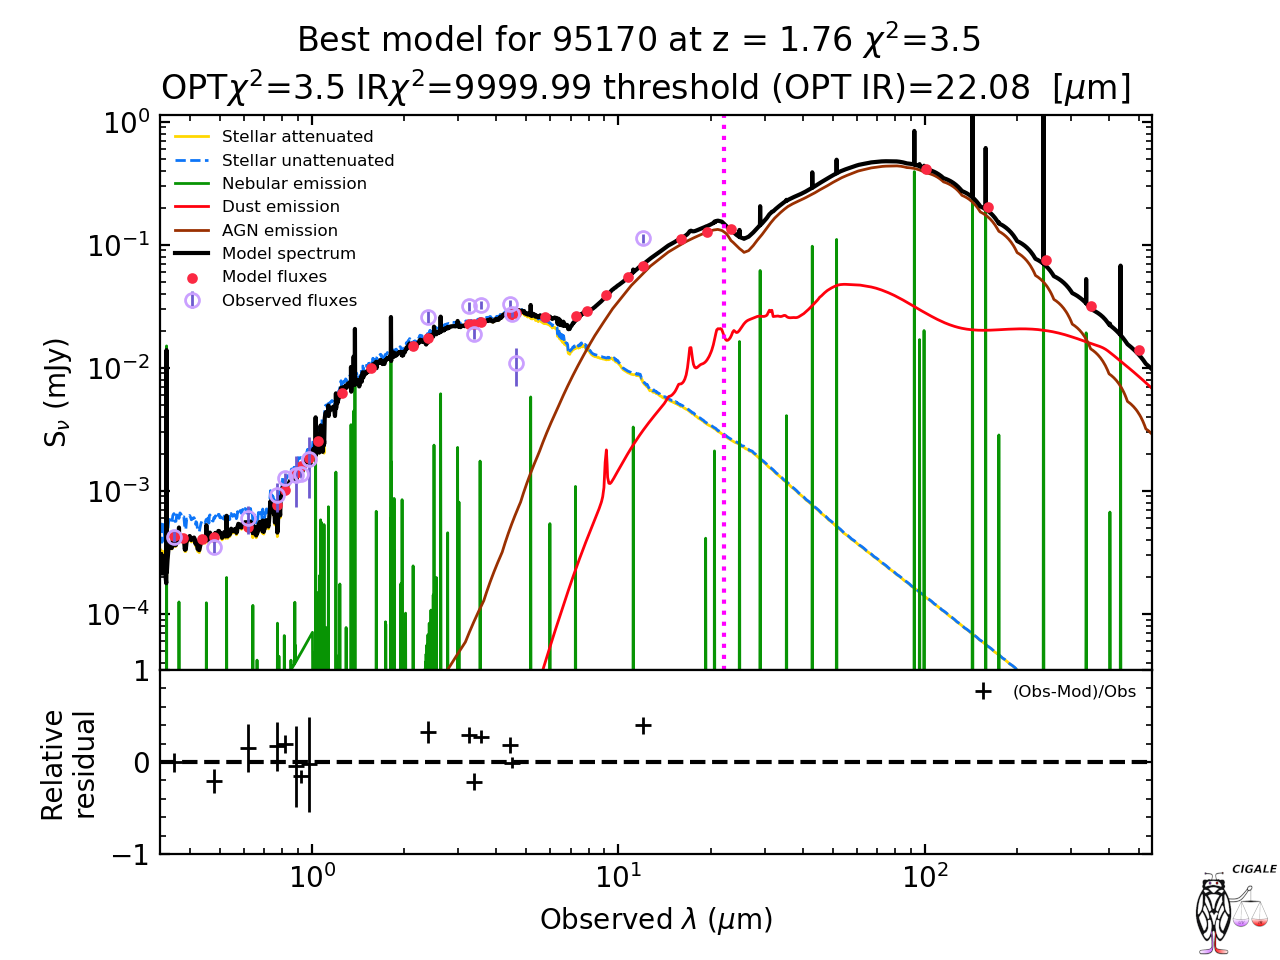 Best model for 95170 at z = 1.76 χ²=3.5
OPTχ²=3.5 IRχ²=9999.99 threshold (OPT IR)=22.08 [μm]
Stellar attenuated
Stellar unattenuated
Nebular emission
Dust emission
AGN emission
Model spectrum
Model fluxes
Observed fluxes
10⁰
10⁻¹
10⁻²
10⁻³
10⁻⁴
S_ν (mJy)
1
0
−1
Relative
residual
(Obs-Mod)/Obs
10⁰ 10¹ 10²
Observed λ (μm)
CIGALE